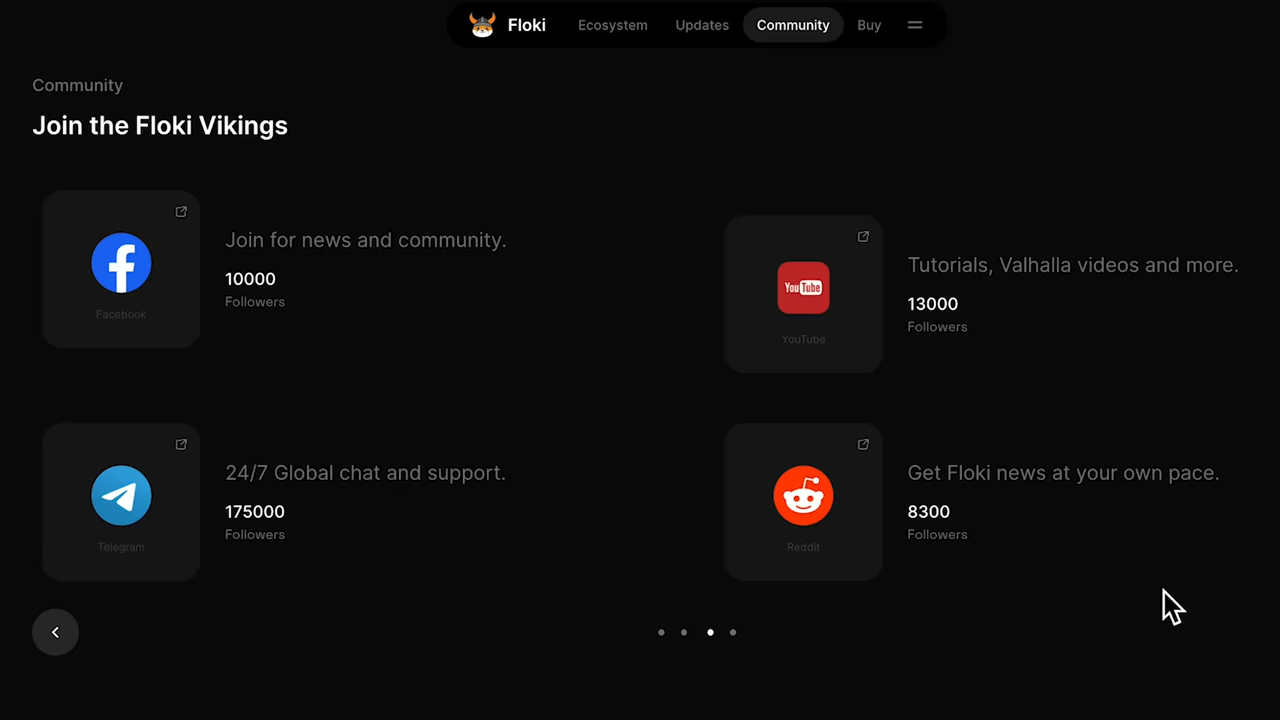 Floki
Ecosystem
Updates
Community
Buy
Community
Join the Floki Vikings
Facebook
Join for news and community.
10000
Followers
YouTube
YouTube
Tutorials, Valhalla videos and more.
13000
Followers
Telegram
24/7 Global chat and support.
175000
Followers
Reddit
Get Floki news at your own pace.
8300
Followers